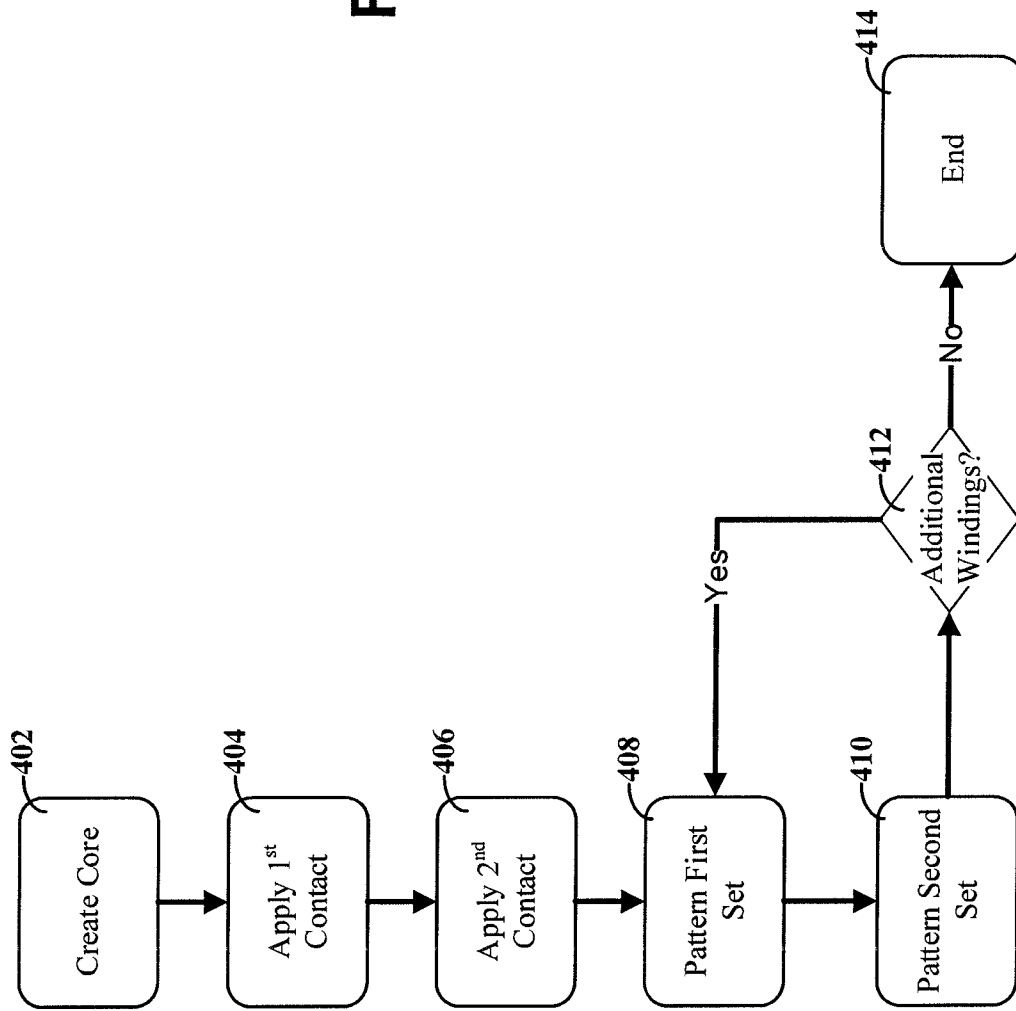 F
402
Create Core
404
Apply 1st
Contact
406
Apply 2nd
Contact
408
Pattern First
Set
Yes
410
Pattern Second
Set
412
Additional
Windings?
No
414
End